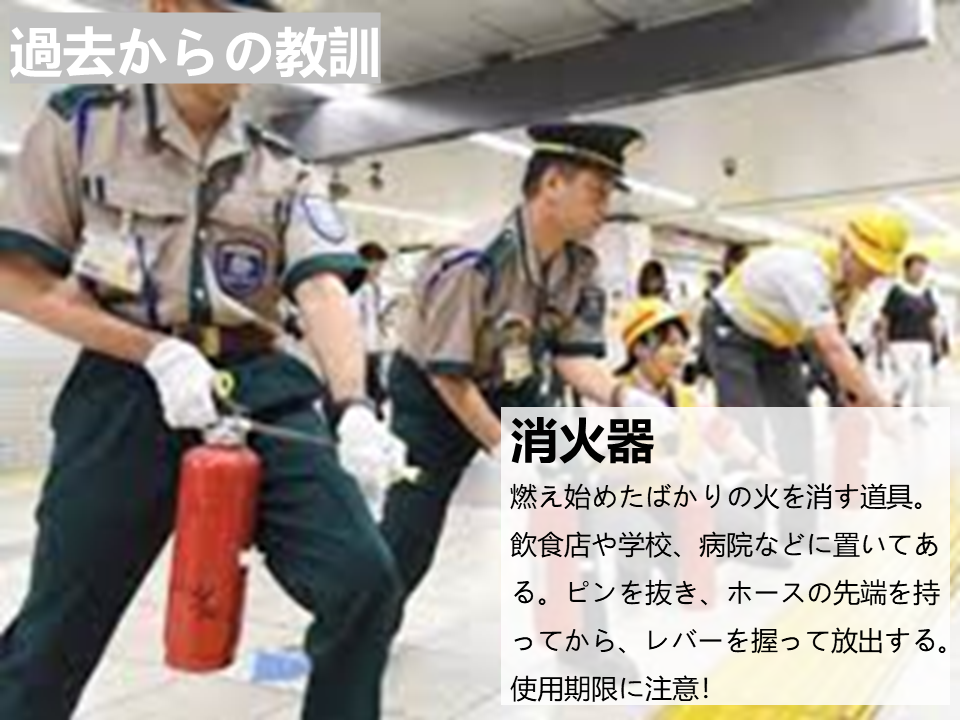 過去からの教訓
消火器
燃え始めたばかりの火を消す道具。
飲食店や学校、病院などに置いてあ
る。ピンを抜き、ホースの先端を持
ってから、レバーを握って放出する。
使用期限に注意!